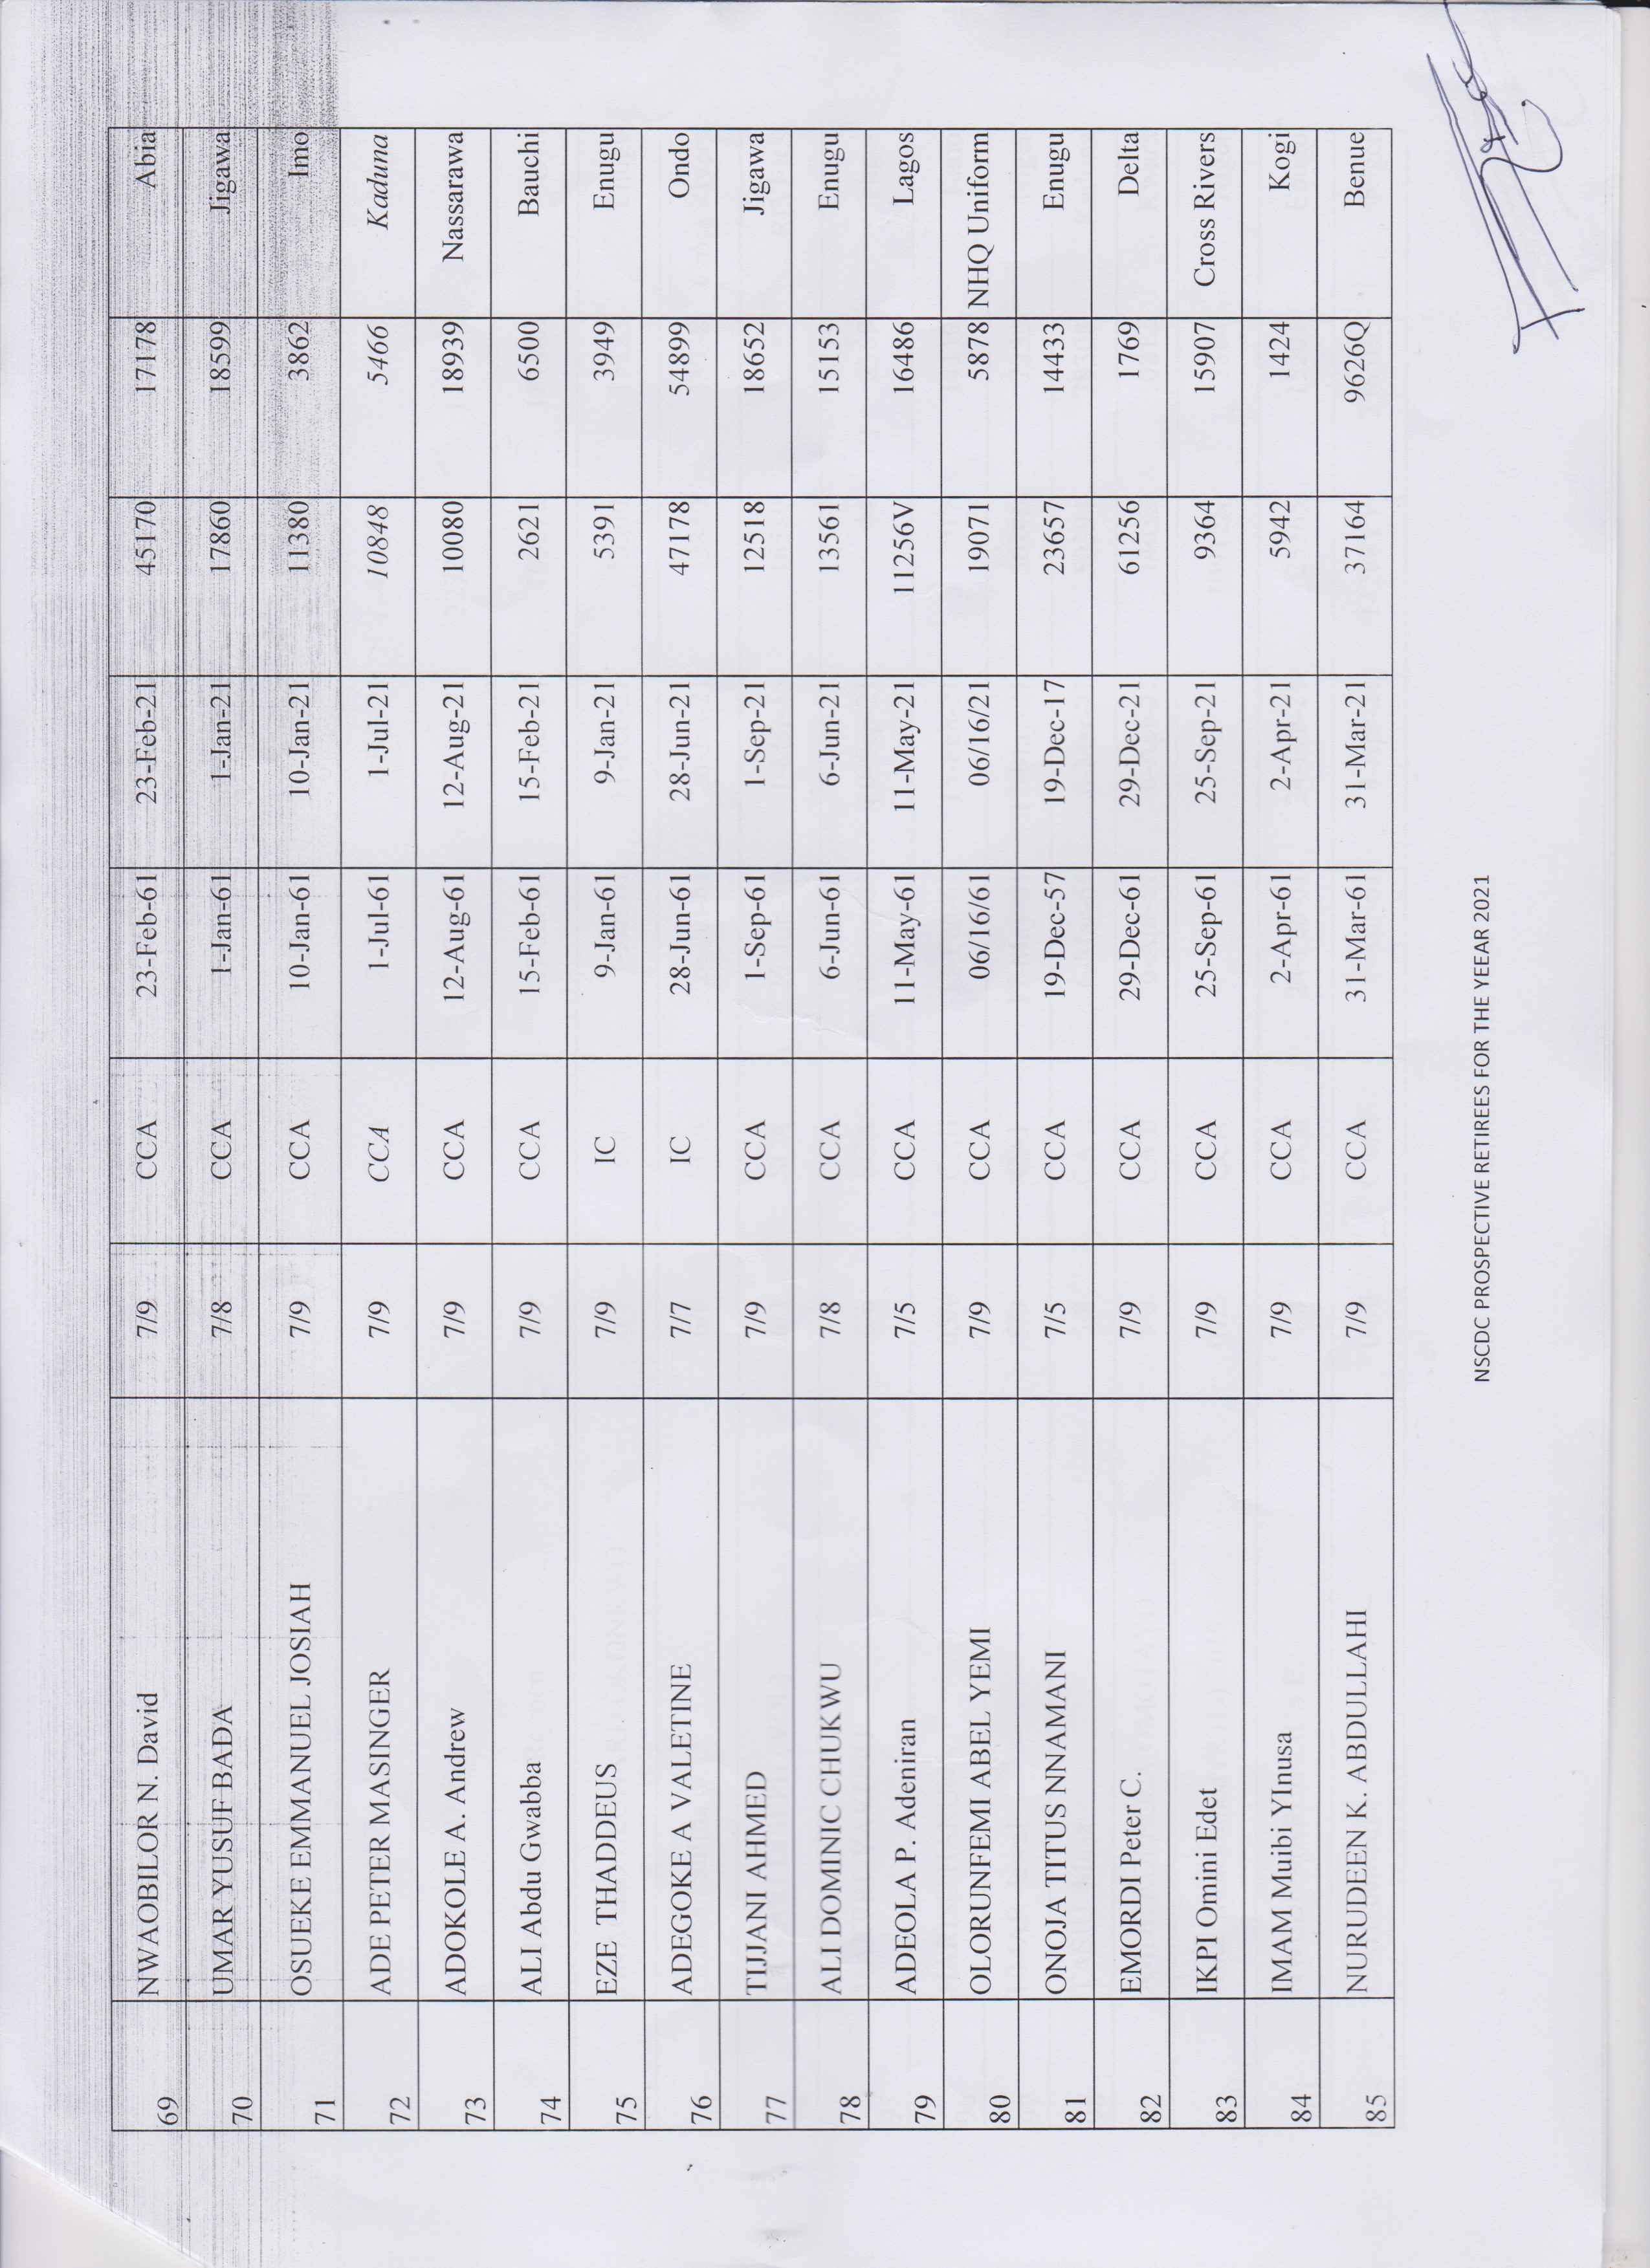 69 NWAOBILOR N. David 7/9 CCA 23-Feb-61 23-Feb-21 45170 17178 Abia
70 UMAR YUSUF BADA 7/8 CCA 1-Jan-61 1-Jan-21 17860 18599 Jigawa
71 OSUEKE EMMANUEL JOSIAH 7/9 CCA 10-Jan-61 10-Jan-21 11380 3862 Imo
72 ADE PETER MASINGER 7/9 CCA 1-Jul-61 1-Jul-21 10848 5466 Kaduna
73 ADOKOLE A. Andrew 7/9 CCA 12-Aug-61 12-Aug-21 10080 18939 Nassarawa
74 ALI Abdu Gwabba 7/9 CCA 15-Feb-61 15-Feb-21 2621 6500 Bauchi
75 EZE THADDEUS 7/9 IC 9-Jan-61 9-Jan-21 5391 3949 Enugu
76 ADEGOKE A VALETINE 7/7 IC 28-Jun-61 28-Jun-21 47178 54899 Ondo
77 TIJJANI AHMED 7/9 CCA 1-Sep-61 1-Sep-21 12518 18652 Jigawa
78 ALI DOMINIC CHUKWU 7/8 CCA 6-Jun-61 6-Jun-21 13561 15153 Enugu
79 ADEOLA P. Adeniran 7/5 CCA 11-May-61 11-May-21 11256V 16486 Lagos
80 OLORUNFEMI ABEL YEMI 7/9 CCA 06/16/61 06/16/21 19071 5878 NHQ Uniform
81 ONOJA TITUS NNAMANI 7/5 CCA 19-Dec-57 19-Dec-17 23657 14433 Enugu
82 EMORDI Peter C. 7/9 CCA 29-Dec-61 29-Dec-21 61256 1769 Delta
83 IKPI Omini Edet 7/9 CCA 25-Sep-61 25-Sep-21 9364 15907 Cross Rivers
84 IMAM Muibi YInusa 7/9 CCA 2-Apr-61 2-Apr-21 5942 1424 Kogi
85 NURUDEEN K. ABDULLAHI 7/9 CCA 31-Mar-61 31-Mar-21 37164 9626Q Benue
NSCDC PROSPECTIVE RETIREES FOR THE YEEAR 2021